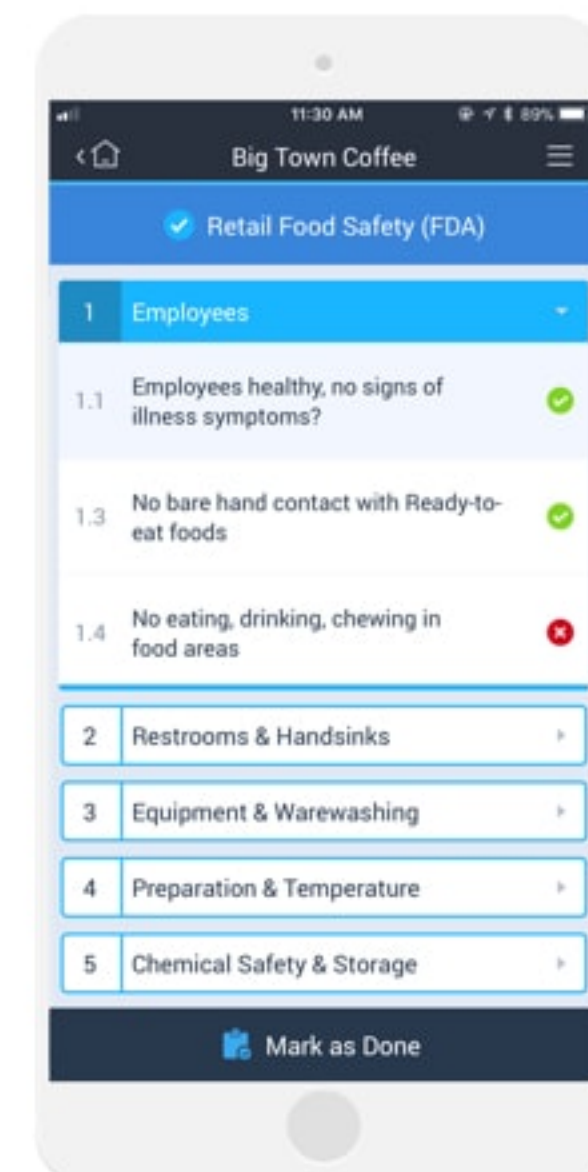 11:30 AM
89%
Big Town Coffee
Retail Food Safety (FDA)
1 Employees
1.1 Employees healthy, no signs of
illness symptoms?
1.3 No bare hand contact with Ready-to-
eat foods
1.4 No eating, drinking, chewing in
food areas
2 Restrooms & Handsinks
3 Equipment & Warewashing
4 Preparation & Temperature
5 Chemical Safety & Storage
Mark as Done